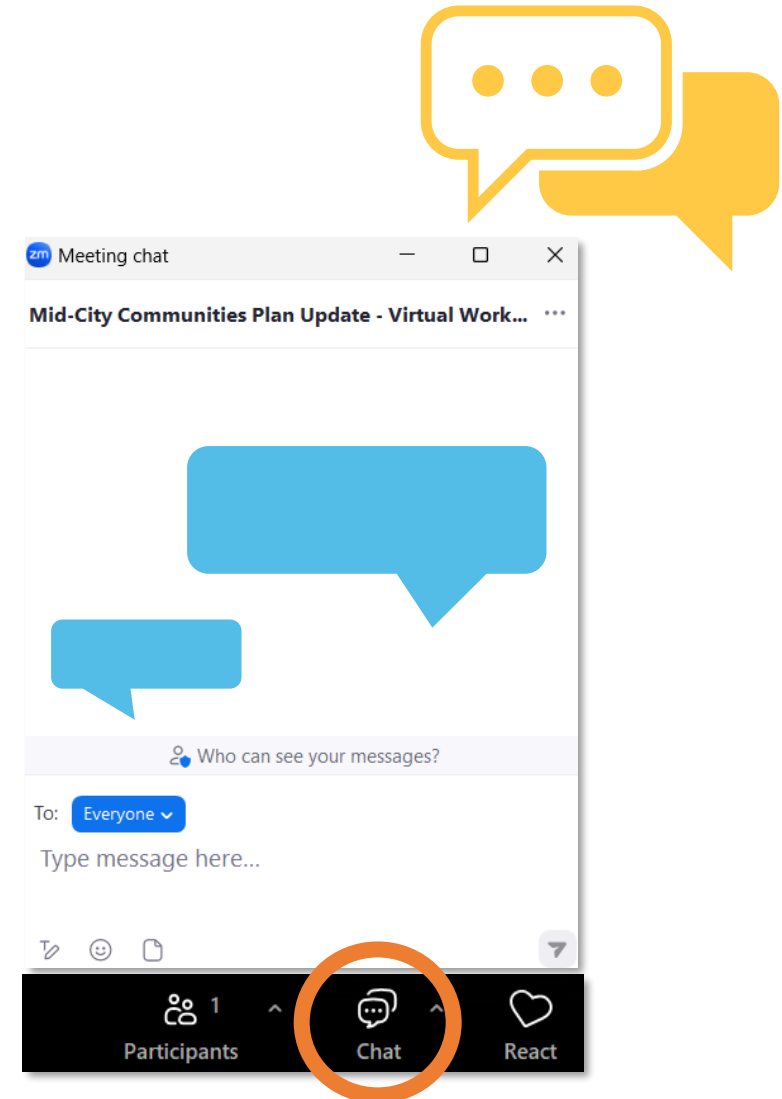 zm Meeting chat
Mid-City Communities Plan Update - Virtual Work...
Who can see your messages?
To: Everyone
Type message here...
1
Participants Chat React